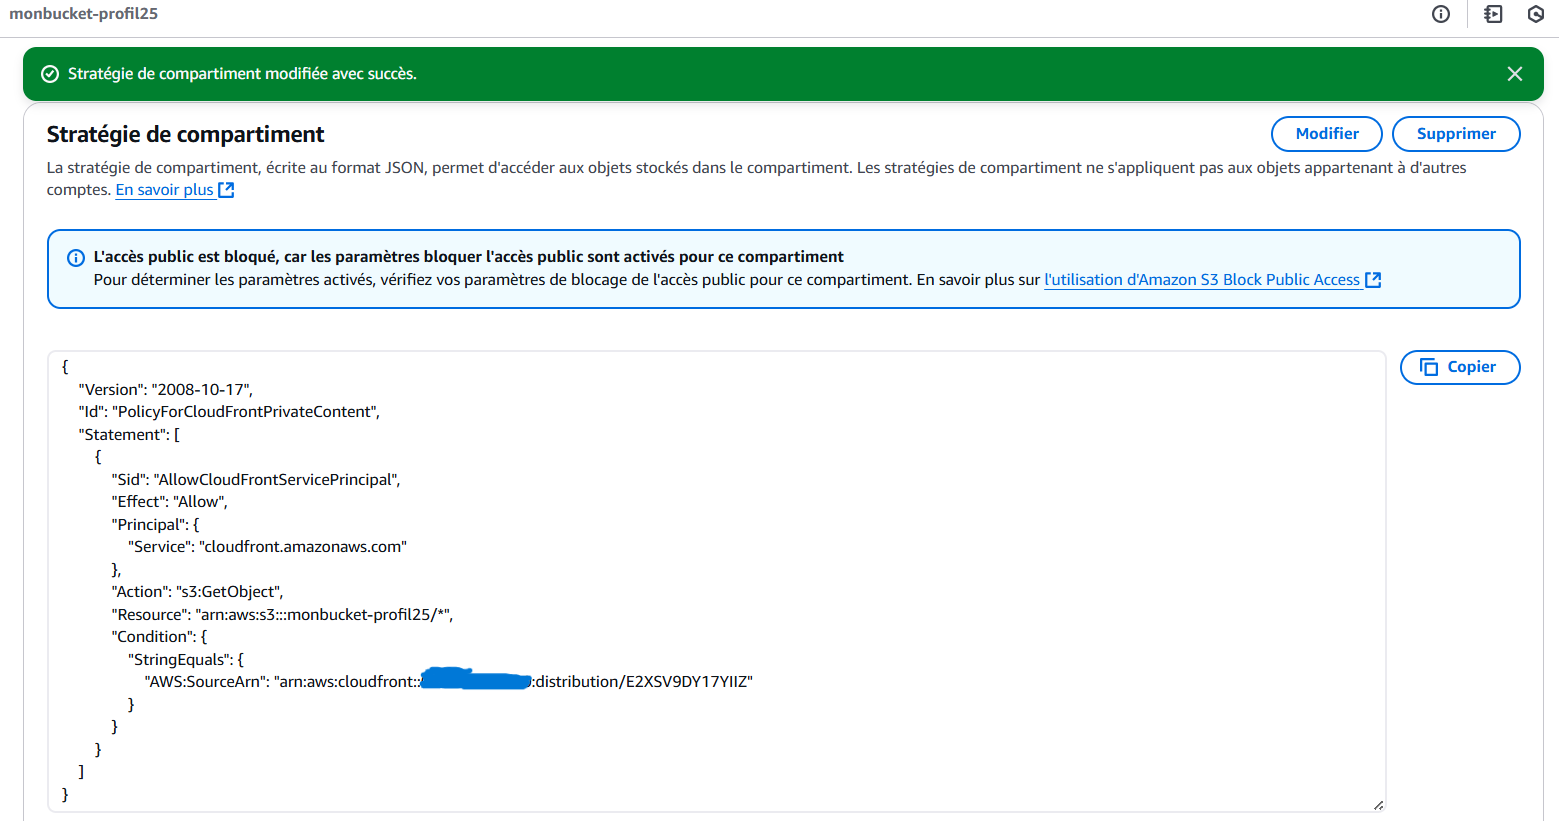 monbucket-profil25
Stratégie de compartiment modifiée avec succès.
Stratégie de compartiment
Modifier
Supprimer
La stratégie de compartiment, écrite au format JSON, permet d'accéder aux objets stockés dans le compartiment. Les stratégies de compartiment ne s'appliquent pas aux objets appartenant à d'autres
comptes. En savoir plus
L'accès public est bloqué, car les paramètres bloquer l'accès public sont activés pour ce compartiment
Pour déterminer les paramètres activés, vérifiez vos paramètres de blocage de l'accès public pour ce compartiment. En savoir plus sur l'utilisation d'Amazon S3 Block Public Access
Copier
{
"Version": "2008-10-17",
"Id": "PolicyForCloudFrontPrivateContent",
"Statement": [
{
"Sid": "AllowCloudFrontServicePrincipal",
"Effect": "Allow",
"Principal": {
"Service": "cloudfront.amazonaws.com"
},
"Action": "s3:GetObject",
"Resource": "arn:aws:s3:::monbucket-profil25/*",
"Condition": {
"StringEquals": {
"AWS:SourceArn": "arn:aws:cloudfront:: :distribution/E2XSV9DY17YIIZ"
}
}
}
]
}